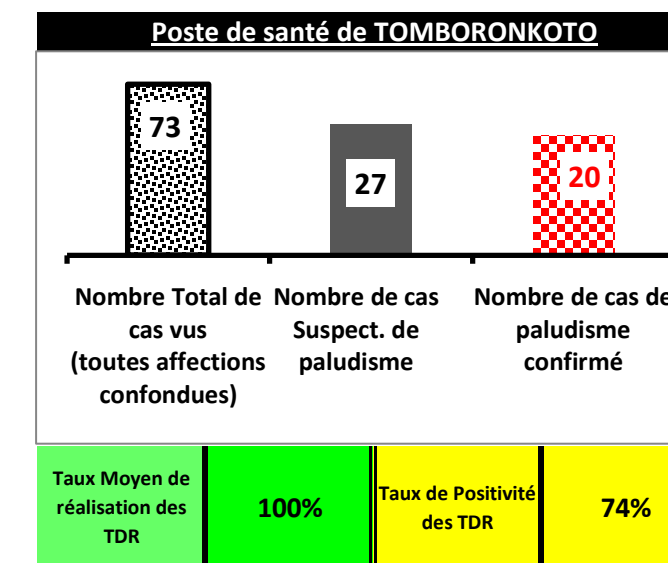 Poste de santé de TOMBORONKOTO
73
27
20
Nombre Total de
cas vus
(toutes affections
confondues)
Nombre de cas
Suspect. de
paludisme
Nombre de cas de
paludisme
confirmé
Taux Moyen de
réalisation des
TDR
100%
Taux de Positivité
des TDR
74%